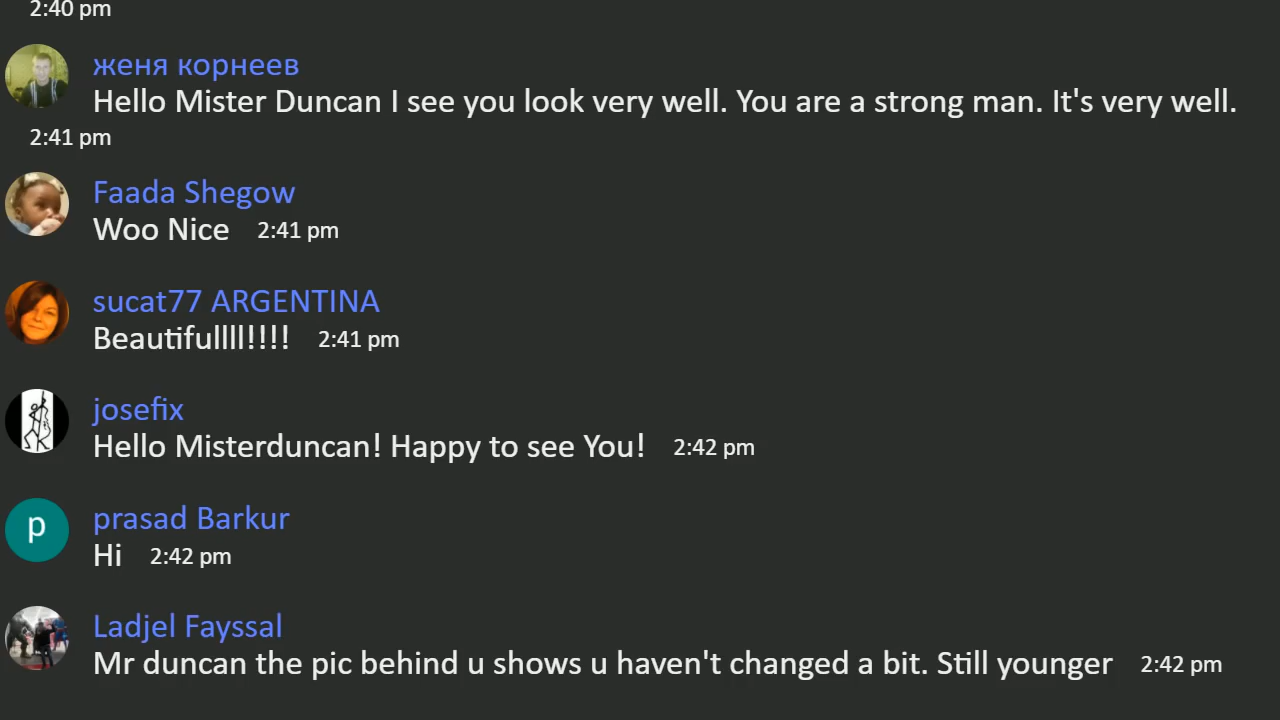 2:40 pm
женя корнеев
Hello Mister Duncan I see you look very well. You are a strong man. It's very well.
2:41 pm
Faada Shegow
Woo Nice 2:41 pm
sucat77 ARGENTINA
Beautifullll!!!! 2:41 pm
josefix
Hello Misterduncan! Happy to see You! 2:42 pm
p
prasad Barkur
Hi 2:42 pm
Ladjel Fayssal
Mr duncan the pic behind u shows u haven't changed a bit. Still younger 2:42 pm